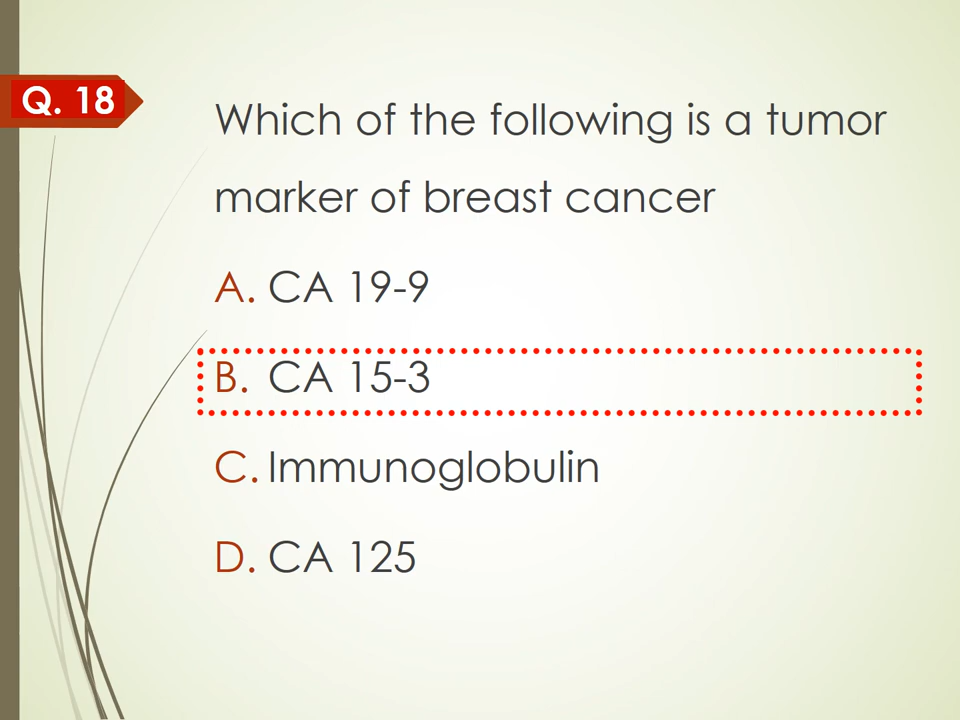 Q. 18
Which of the following is a tumor
marker of breast cancer
A. CA 19-9
B. CA 15-3
C. Immunoglobulin
D. CA 125